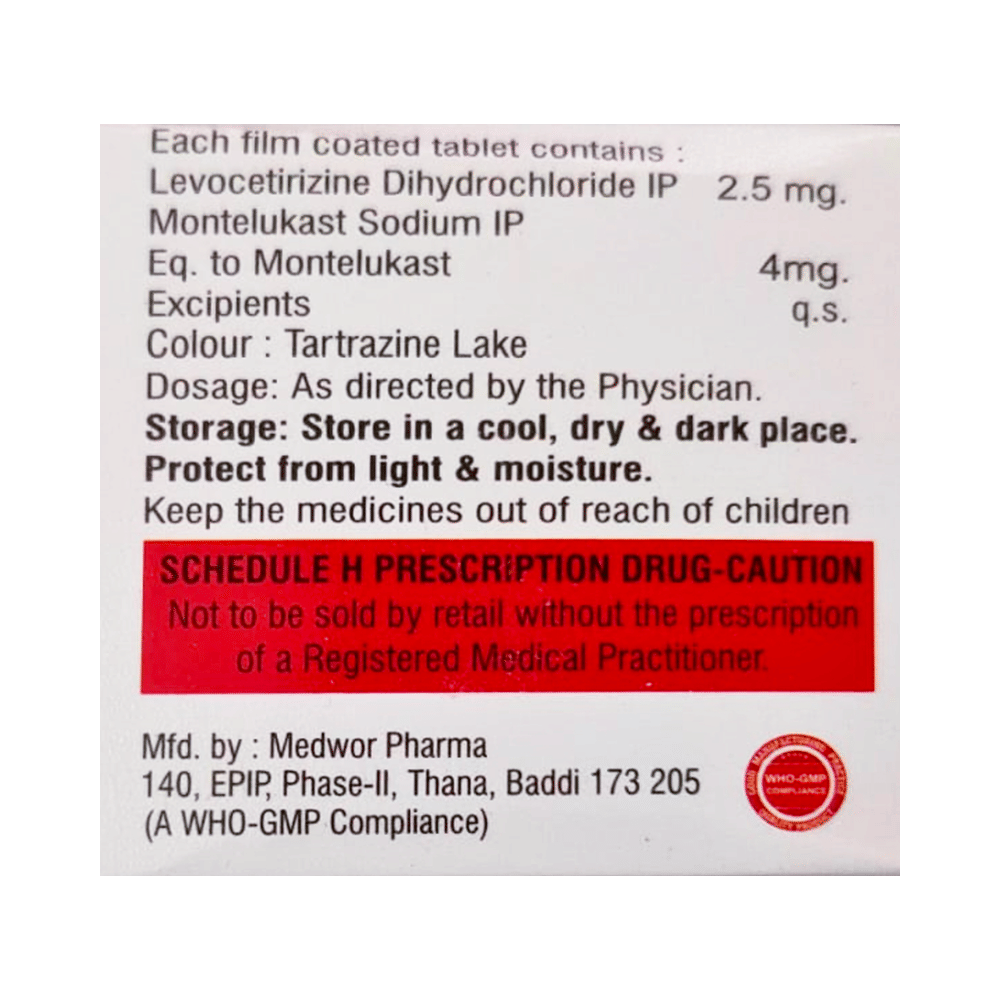 Each film coated tablet contains :
Levocetirizine Dihydrochloride IP 2.5 mg.
Montelukast Sodium IP
Eq. to Montelukast 4mg.
Excipients q.s.
Colour : Tartrazine Lake
Dosage: As directed by the Physician.
Storage: Store in a cool, dry & dark place.
Protect from light & moisture.
Keep the medicines out of reach of children
SCHEDULE H PRESCRIPTION DRUG-CAUTION
Not to be sold by retail without the prescription
of a Registered Medical Practitioner.
Mfd. by : Medwor Pharma
140, EPIP, Phase-II, Thana, Baddi 173 205
(A WHO-GMP Compliance)
GOOD MANUFACTURING PRACTICE
WHO-GMP
COMPLIANCE